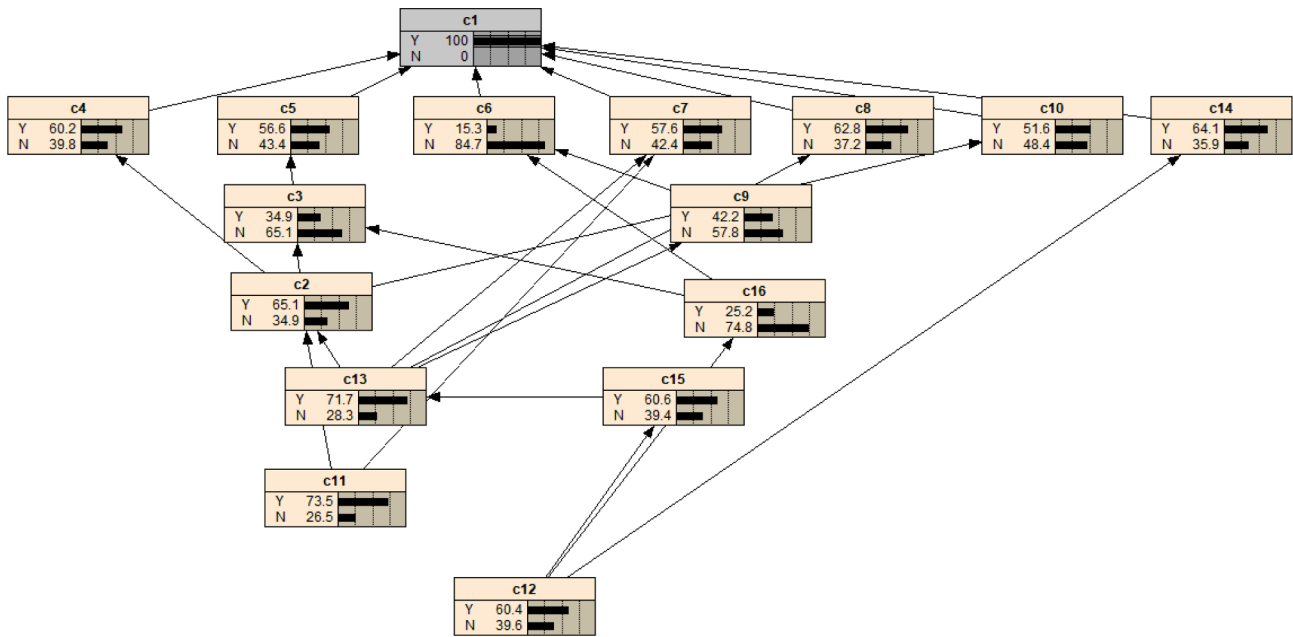 c1
Y 100
N 0
c4
Y 60.2
N 39.8
c5
Y 56.6
N 43.4
c6
Y 15.3
N 84.7
c7
Y 57.6
N 42.4
c8
Y 62.8
N 37.2
c10
Y 51.6
N 48.4
c14
Y 64.1
N 35.9
c3
Y 34.9
N 65.1
c9
Y 42.2
N 57.8
c2
Y 65.1
N 34.9
c16
Y 25.2
N 74.8
c13
Y 71.7
N 28.3
c15
Y 60.6
N 39.4
c11
Y 73.5
N 26.5
c12
Y 60.4
N 39.6